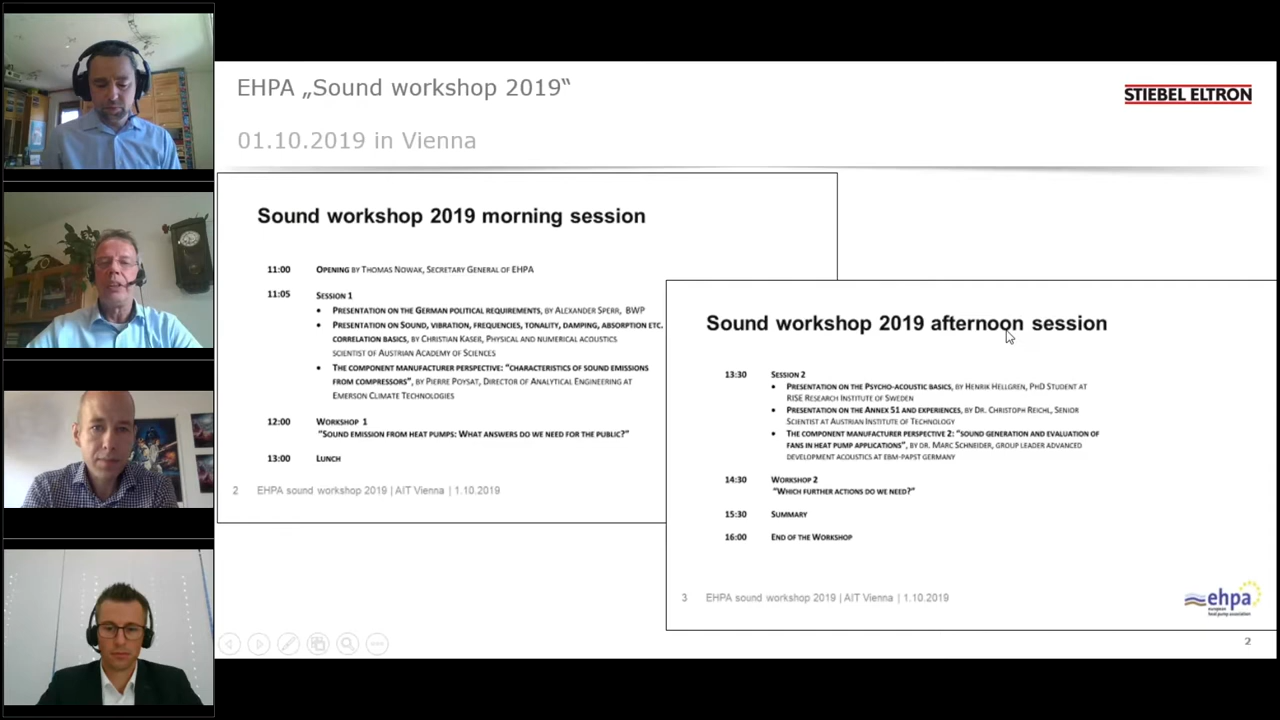 EHPA „Sound workshop 2019“
01.10.2019 in Vienna
STIEBEL ELTRON
Sound workshop 2019 morning session
11:00 OPENING BY THOMAS NOWAK, SECRETARY GENERAL OF EHPA
11:05 SESSION 1
• PRESENTATION ON THE GERMAN POLITICAL REQUIREMENTS, BY ALEXANDER SPERR, BWP
• PRESENTATION ON SOUND, VIBRATION, FREQUENCIES, TONALITY, DAMPING, ABSORPTION ETC.
CORRELATION BASICS, BY CHRISTIAN KASEB, PHYSICAL AND NUMERICAL ACOUSTICS
SCIENTIST OF AUSTRIAN ACADEMY OF SCIENCES
• THE COMPONENT MANUFACTURER PERSPECTIVE: “CHARACTERISTICS OF SOUND EMISSIONS
FROM COMPRESSORS”, BY PIERRE POYSAT, DIRECTOR OF ANALYTICAL ENGINEERING AT
EMERSON CLIMATE TECHNOLOGIES
12:00 WORKSHOP 1
“SOUND EMISSION FROM HEAT PUMPS: WHAT ANSWERS DO WE NEED FOR THE PUBLIC?”
13:00 LUNCH
2 EHPA sound workshop 2019 | AIT Vienna | 1.10.2019
Sound workshop 2019 afternoon session
13:30 SESSION 2
• PRESENTATION ON THE PSYCHO-ACOUSTIC BASICS, BY HENRIK HELLGREN, PHD STUDENT AT
RISE RESEARCH INSTITUTE OF SWEDEN
• PRESENTATION ON THE ANNEX 51 AND EXPERIENCES, BY DR. CHRISTOPH REICHL, SENIOR
SCIENTIST AT AUSTRIAN INSTITUTE OF TECHNOLOGY
• THE COMPONENT MANUFACTURER PERSPECTIVE 2: “SOUND GENERATION AND EVALUATION OF
FANS IN HEAT PUMP APPLICATIONS”, BY DR. MARC SCHNEIDER, GROUP LEADER ADVANCED
DEVELOPMENT ACOUSTICS AT EBM-PAPST GERMANY
14:30 WORKSHOP 2
“WHICH FURTHER ACTIONS DO WE NEED?”
15:30 SUMMARY
16:00 END OF THE WORKSHOP
3 EHPA sound workshop 2019 | AIT Vienna | 1.10.2019
ehpa
european
heat pump association
2